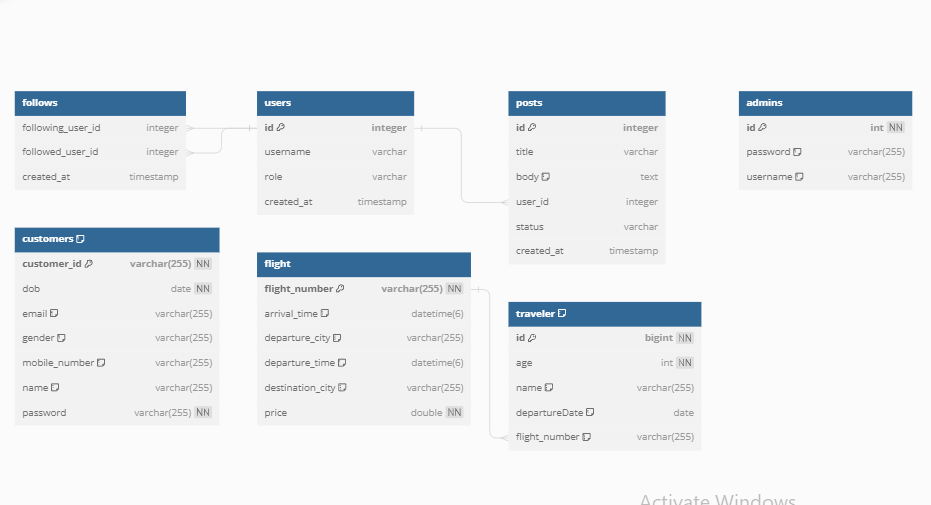 follows
following_user_id integer
followed_user_id integer
created_at timestamp
users
id integer
username varchar
role varchar
created_at timestamp
posts
id integer
title varchar
body text
user_id integer
status varchar
created_at timestamp
admins
id int NN
password varchar(255)
username varchar(255)
customers
customer_id varchar(255) NN
dob date NN
email varchar(255)
gender varchar(255)
mobile_number varchar(255)
name varchar(255)
password varchar(255) NN
flight
flight_number varchar(255) NN
arrival_time datetime(6)
departure_city varchar(255)
departure_time datetime(6)
destination_city varchar(255)
price double NN
traveler
id bigint NN
age int NN
name varchar(255)
departureDate date
flight_number varchar(255)
Activate Windows